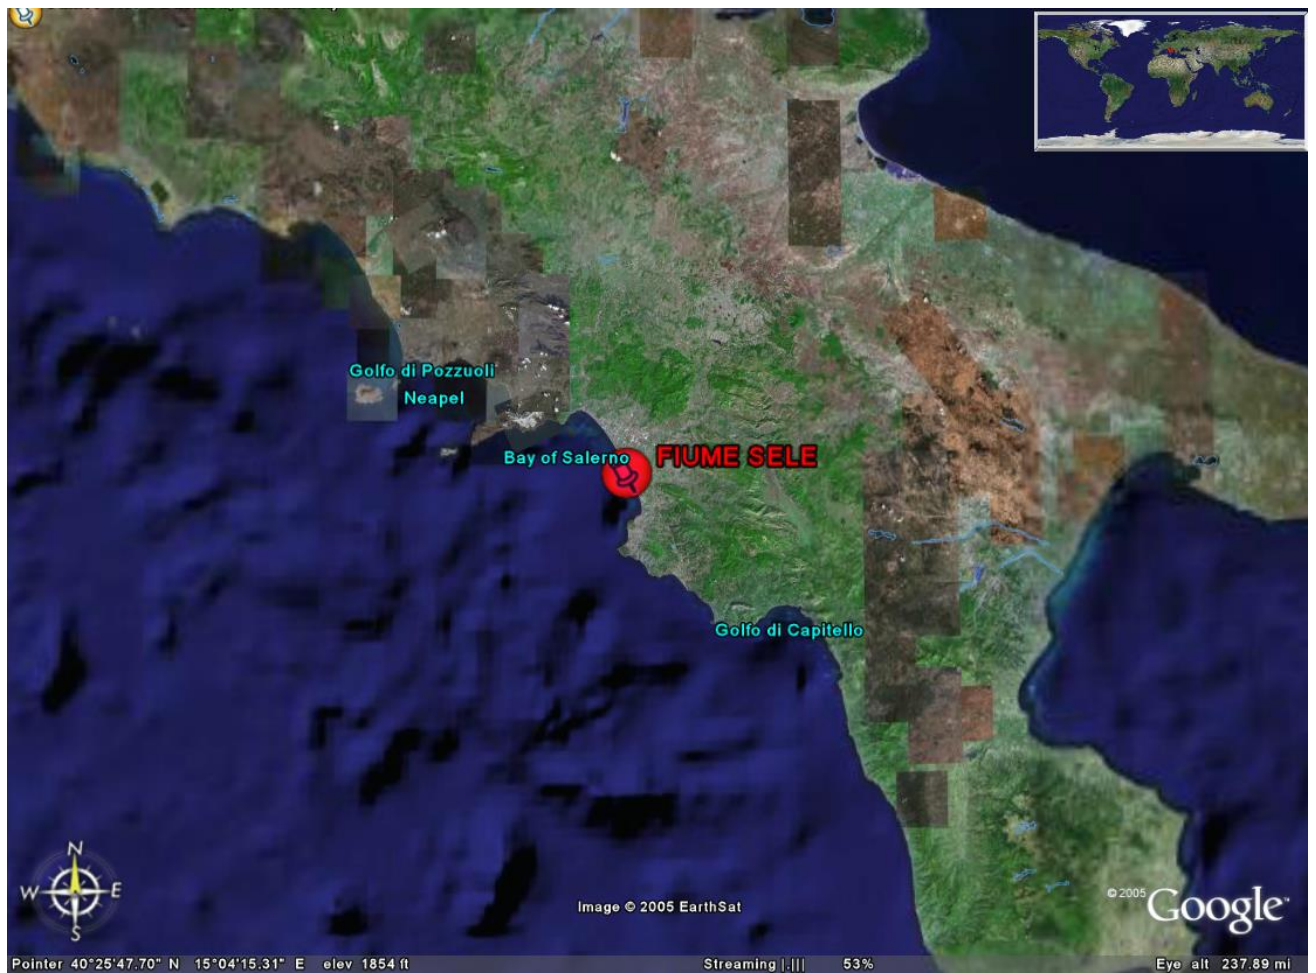 Golfo di Pozzuoli
Neapel
Bay of Salerno
FIUME SELE
Golfo di Capitello
N
W
E
S
Image © 2005 EarthSat
© 2005 Google™
Pointer 40°25'47.70" N 15°04'15.31" E elev 1854 ft
Streaming |.||| 53%
Eye alt 237.89 mi